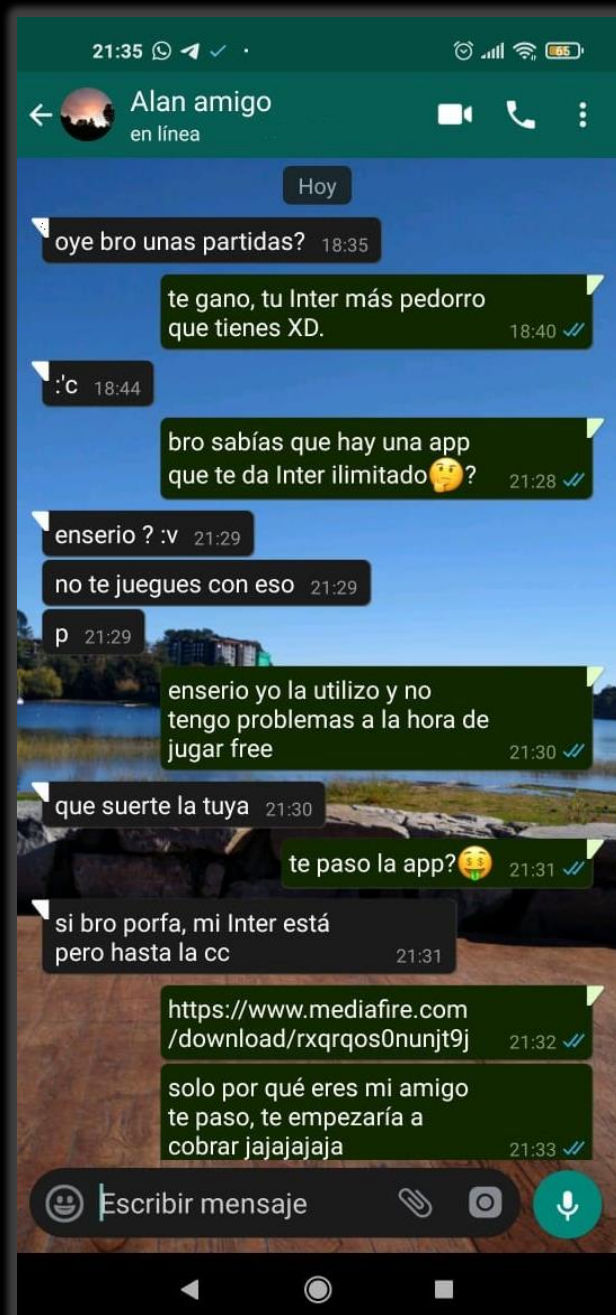 21:35
65
Alan amigo
en línea
Hoy
oye bro unas partidas? 18:35
te gano, tu Inter más pedorro
que tienes XD. 18:40
:'c 18:44
bro sabías que hay una app
que te da Inter ilimitado🤔? 21:28
enserio ? :v 21:29
no te juegues con eso 21:29
p 21:29
enserio yo la utilizo y no
tengo problemas a la hora de
jugar free 21:30
que suerte la tuya 21:30
te paso la app?🤑 21:31
si bro porfa, mi Inter está
pero hasta la cc 21:31
https://www.mediafire.com
/download/rxqrqos0nunjt9j 21:32
solo por qué eres mi amigo
te paso, te empezaría a
cobrar jajajajaja 21:33
Escribir mensaje